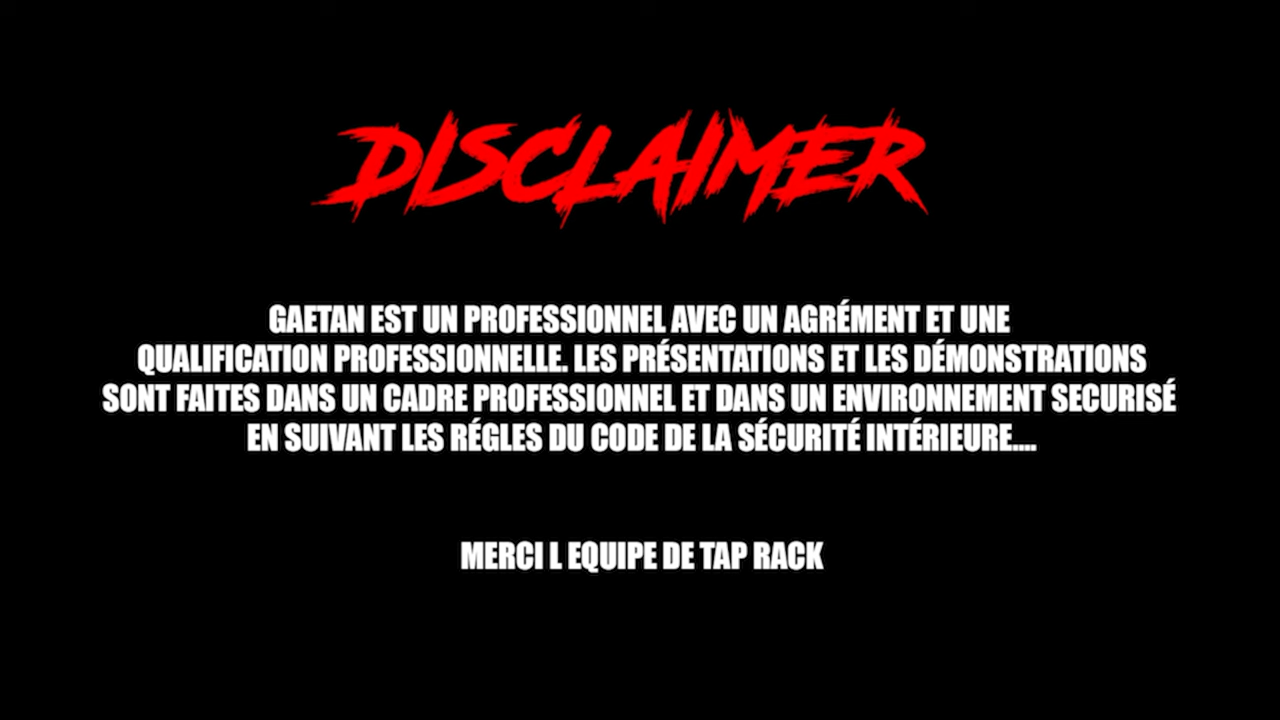 DISCLAIMER
GAETAN EST UN PROFESSIONNEL AVEC UN AGRÉMENT ET UNE
QUALIFICATION PROFESSIONNELLE. LES PRÉSENTATIONS ET LES DÉMONSTRATIONS
SONT FAITES DANS UN CADRE PROFESSIONNEL ET DANS UN ENVIRONNEMENT SECURISÉ
EN SUIVANT LES RÉGLES DU CODE DE LA SÉCURITÉ INTÉRIEURE....
MERCI L EQUIPE DE TAP RACK